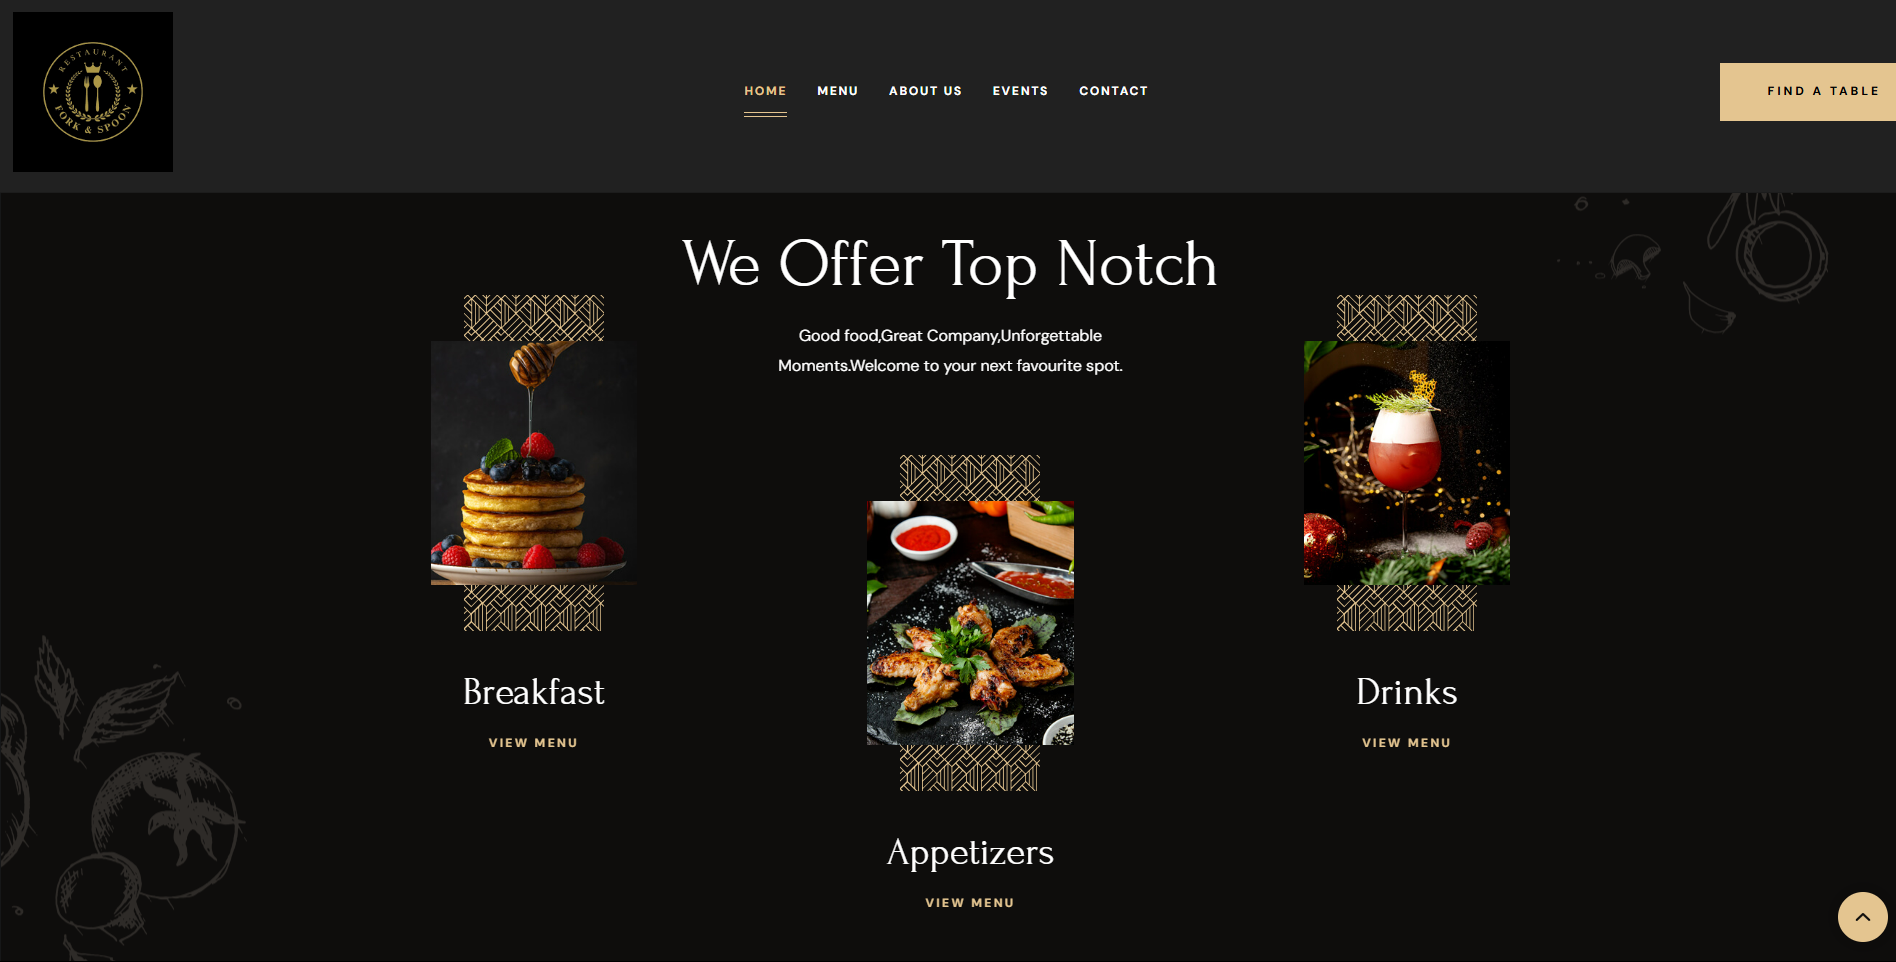 RESTAURANT
FORK & SPOON
HOME MENU ABOUT US EVENTS CONTACT
FIND A TABLE
We Offer Top Notch
Good food,Great Company,Unforgettable
Moments.Welcome to your next favourite spot.
Breakfast
VIEW MENU
Appetizers
VIEW MENU
Drinks
VIEW MENU